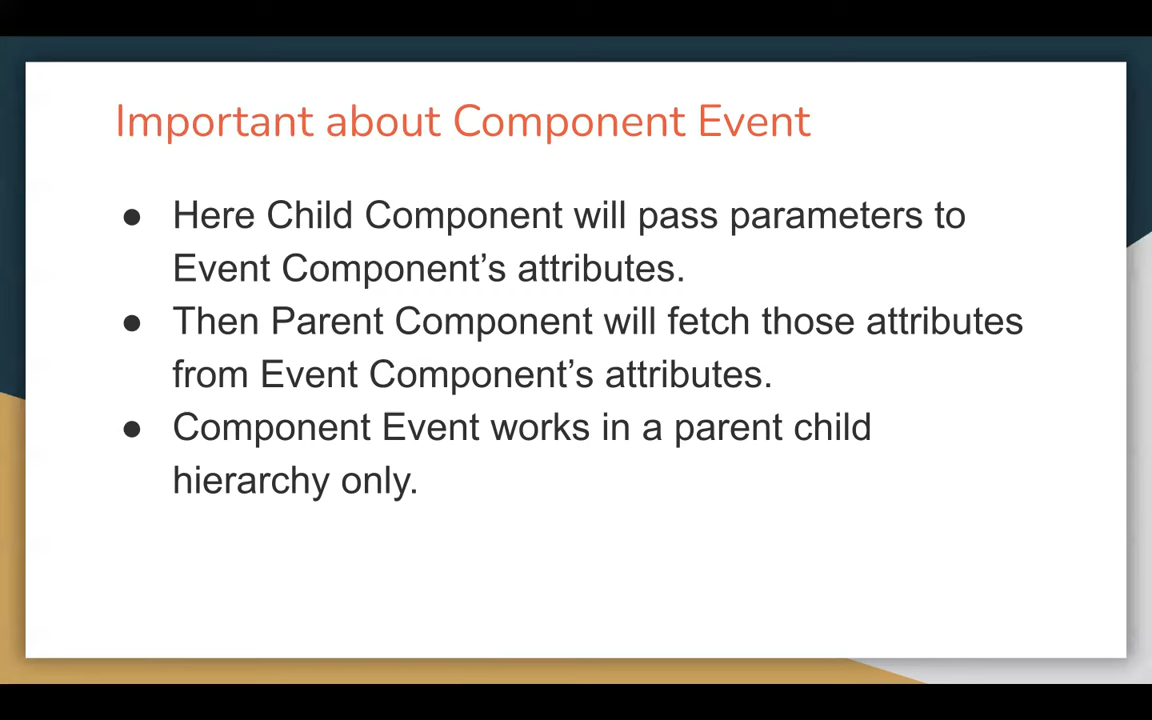 Important about Component Event
● Here Child Component will pass parameters to
Event Component’s attributes.
● Then Parent Component will fetch those attributes
from Event Component’s attributes.
● Component Event works in a parent child
hierarchy only.